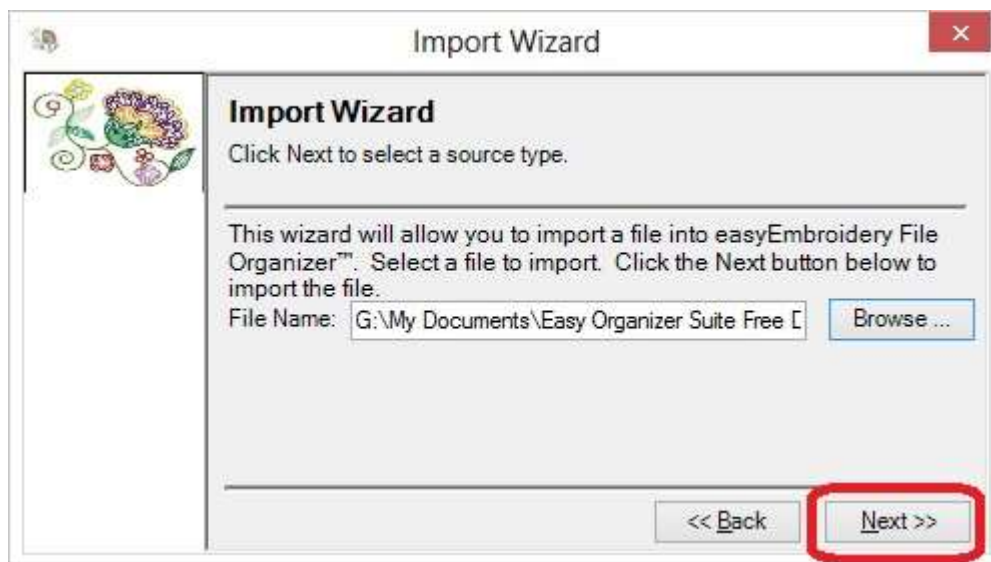 Import Wizard
Import Wizard
Click Next to select a source type.
This wizard will allow you to import a file into easyEmbroidery File
Organizer™. Select a file to import. Click the Next button below to
import the file.
File Name: G:\My Documents\Easy Organizer Suite Free D Browse ...
<< Back Next >>